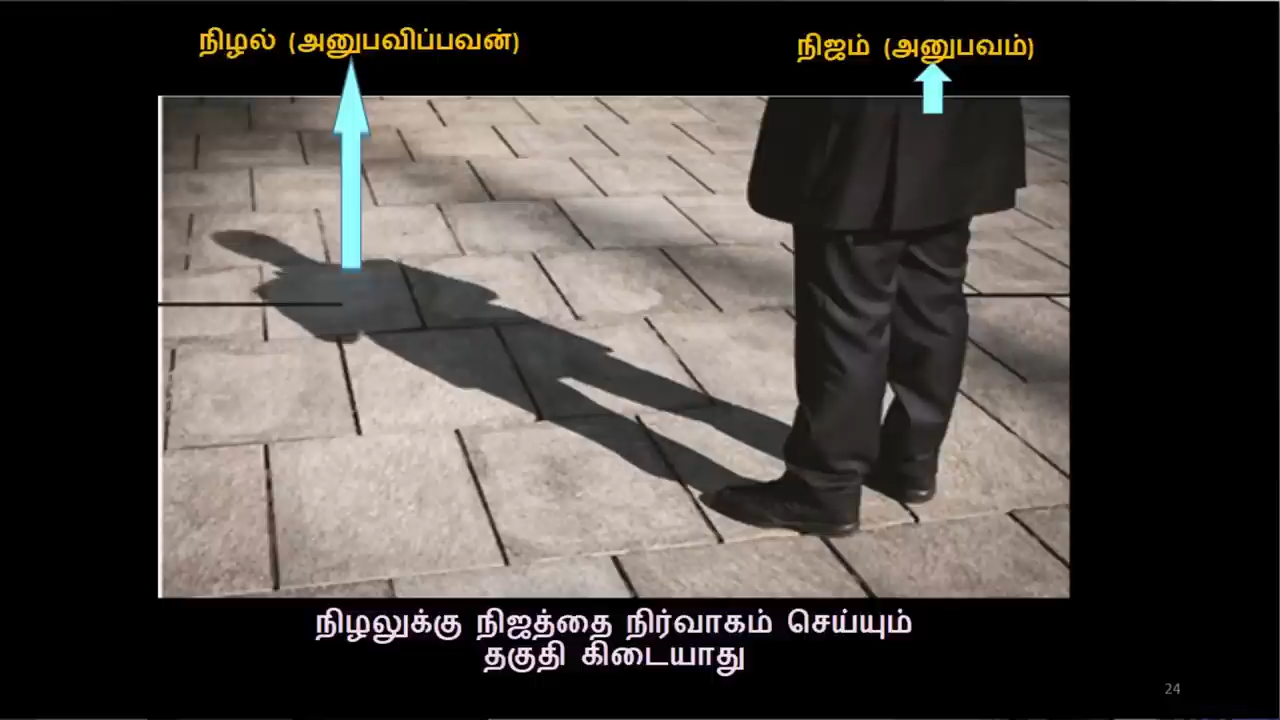 நிழல் (அனுபவிப்பவன்)
நிஜம் (அனுபவம்)
நிழலுக்கு நிஜத்தை நிர்வாகம் செய்யும்
தகுதி கிடையாது
24